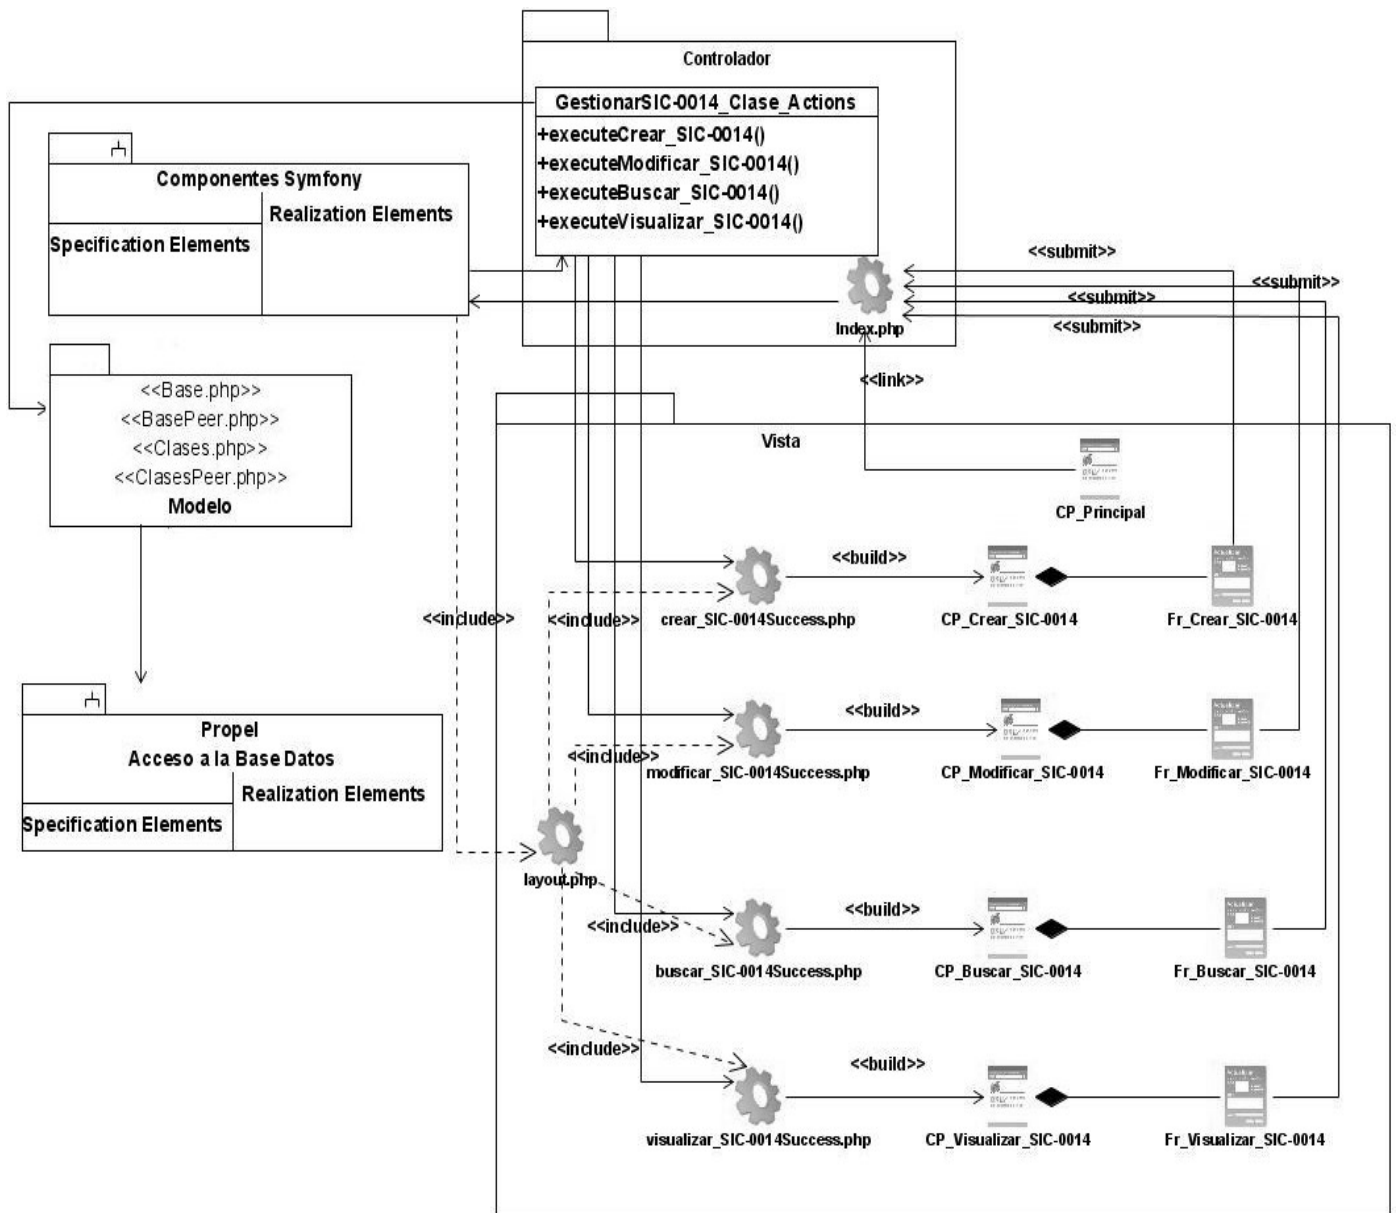 Controlador
GestionarSIC-0014_Clase_Actions
+executeCrear_SIC-0014()
+executeModificar_SIC-0014()
+executeBuscar_SIC-0014()
+executeVisualizar_SIC-0014()
Componentes Symfony
Realization Elements
Specification Elements
<<submit>>
<<submit>>
<<submit>>
<<submit>>
Index.php
<<link>>
<<Base.php>>
<<BasePeer.php>>
<<Clases.php>>
<<ClasesPeer.php>>
Modelo
Vista
CP_Principal
<<build>>
<<include>>
<<include>>
crear_SIC-0014Success.php
CP_Crear_SIC-0014
Fr_Crear_SIC-0014
Propel
Acceso a la Base Datos
Realization Elements
Specification Elements
<<build>>
<<include>>
modificar_SIC-0014Success.php
CP_Modificar_SIC-0014
Fr_Modificar_SIC-0014
layout.php
<<build>>
<<include>>
buscar_SIC-0014Success.php
CP_Buscar_SIC-0014
Fr_Buscar_SIC-0014
<<include>>
<<build>>
visualizar_SIC-0014Success.php
CP_Visualizar_SIC-0014
Fr_Visualizar_SIC-0014